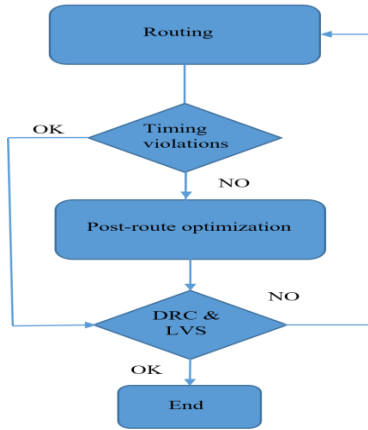 Routing
OK
Timing
violations
NO
Post-route optimization
DRC &
LVS
NO
OK
End